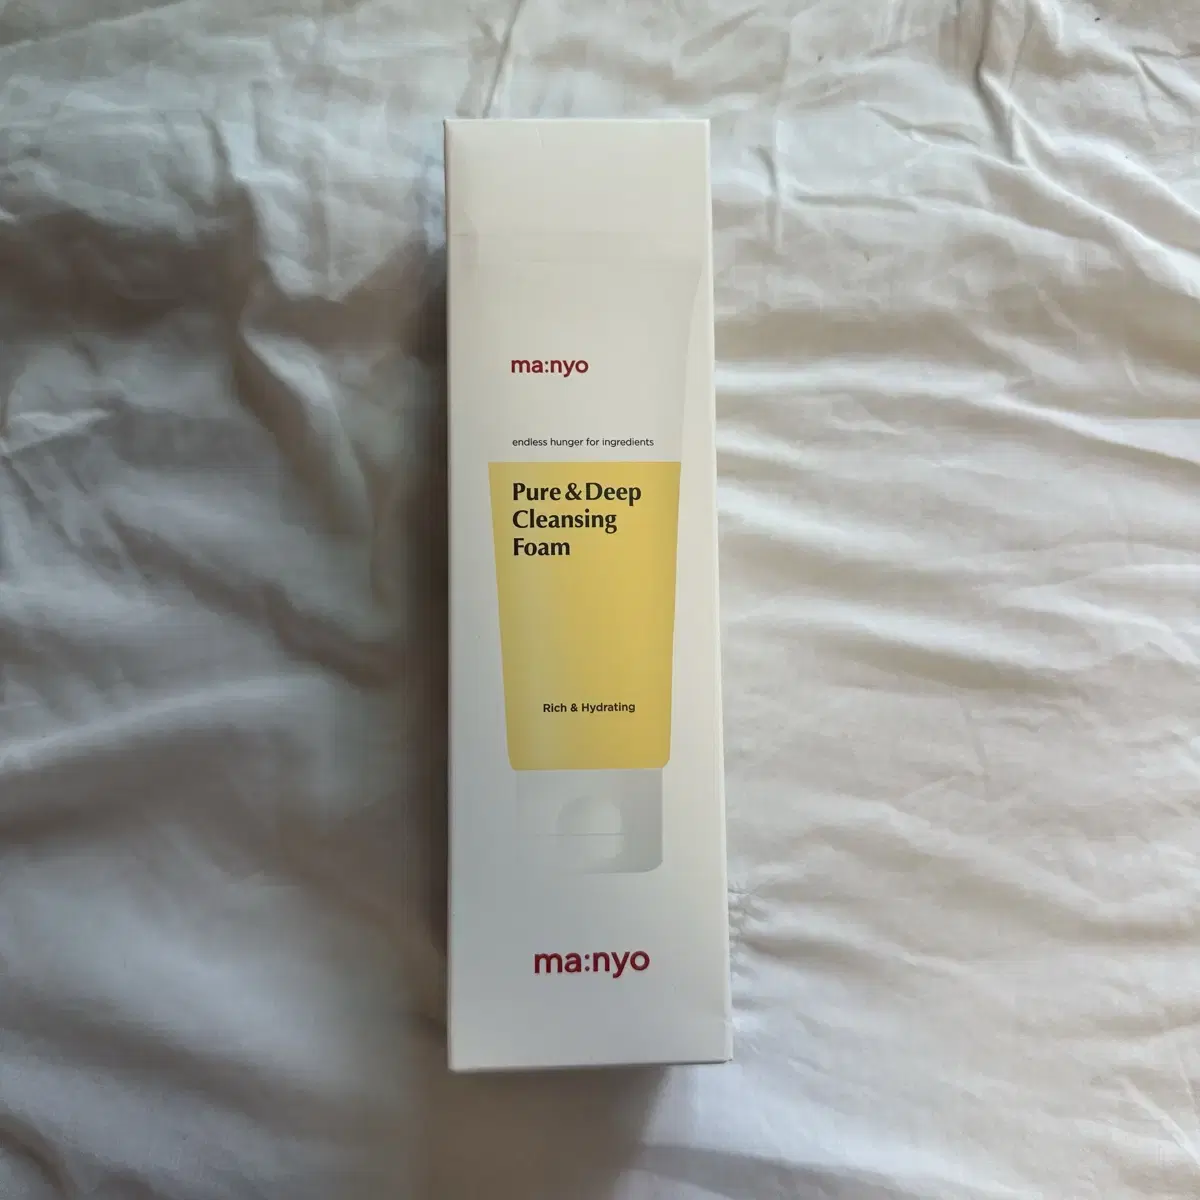 ma:nyo
endless hunger for ingredients
Pure & Deep
Cleansing
Foam
Rich & Hydrating
ma:nyo